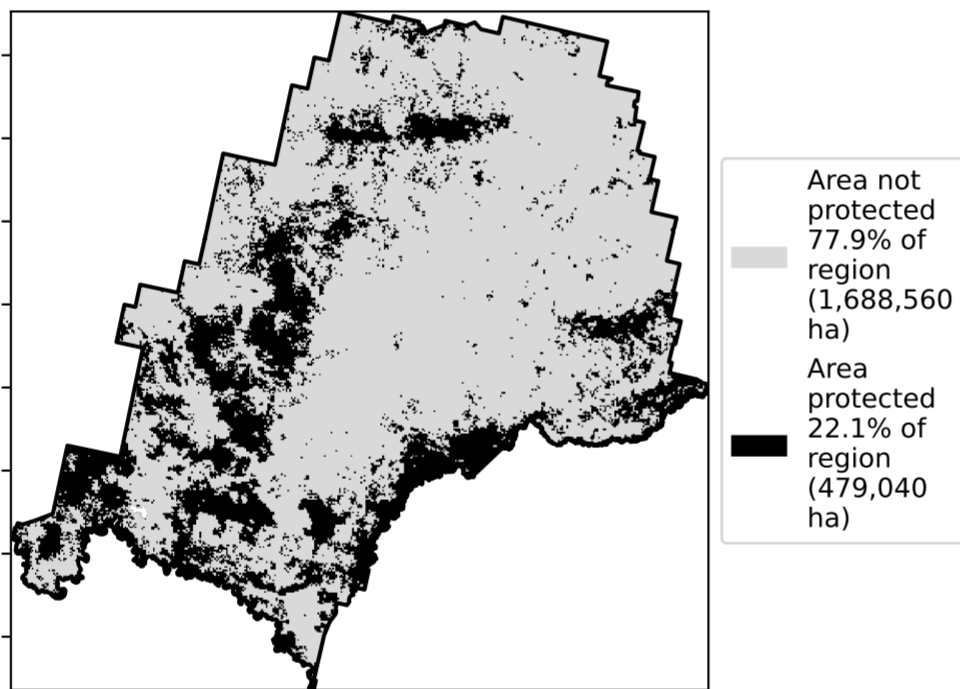 Area not
protected
77.9% of
region
(1,688,560
ha)
Area
protected
22.1% of
region
(479,040
ha)